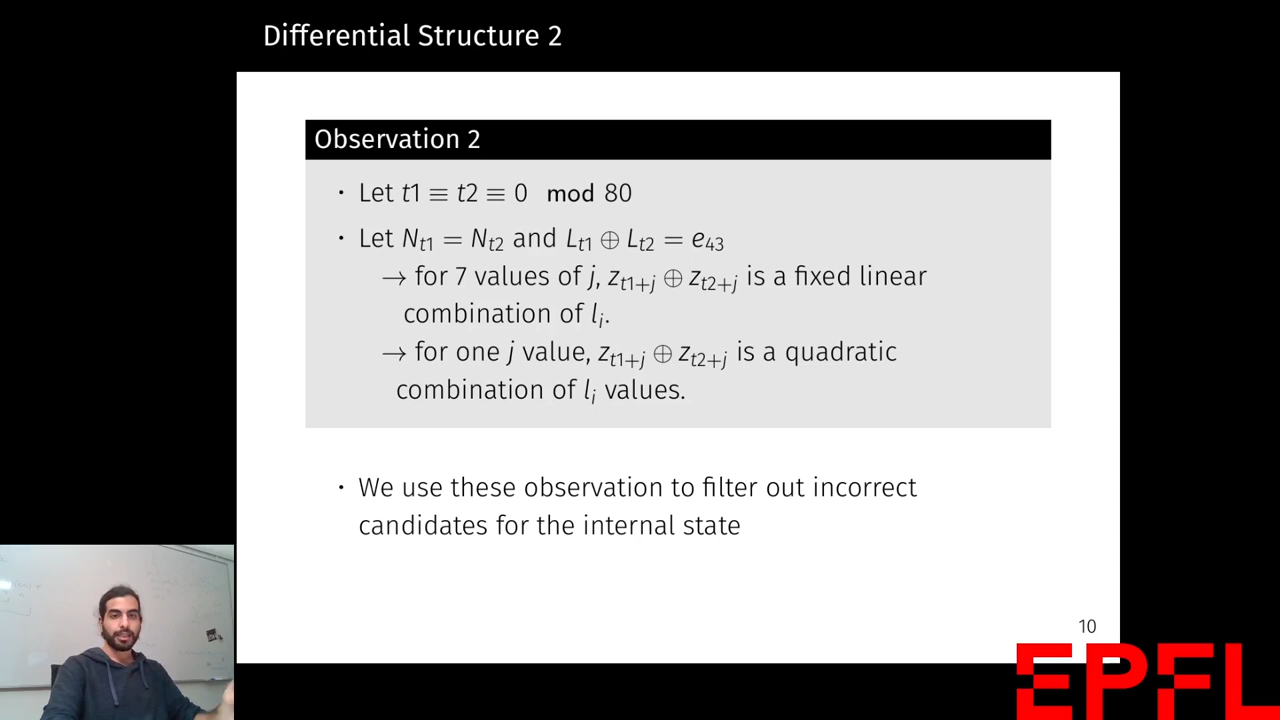 Differential Structure 2
Observation 2
· Let t1 ≡ t2 ≡ 0 mod 80
· Let N_{t1} = N_{t2} and L_{t1} ⊕ L_{t2} = e_{43}
→ for 7 values of j, z_{t1+j} ⊕ z_{t2+j} is a fixed linear
combination of l_i.
→ for one j value, z_{t1+j} ⊕ z_{t2+j} is a quadratic
combination of l_i values.
· We use these observation to filter out incorrect
candidates for the internal state
10
EPFL